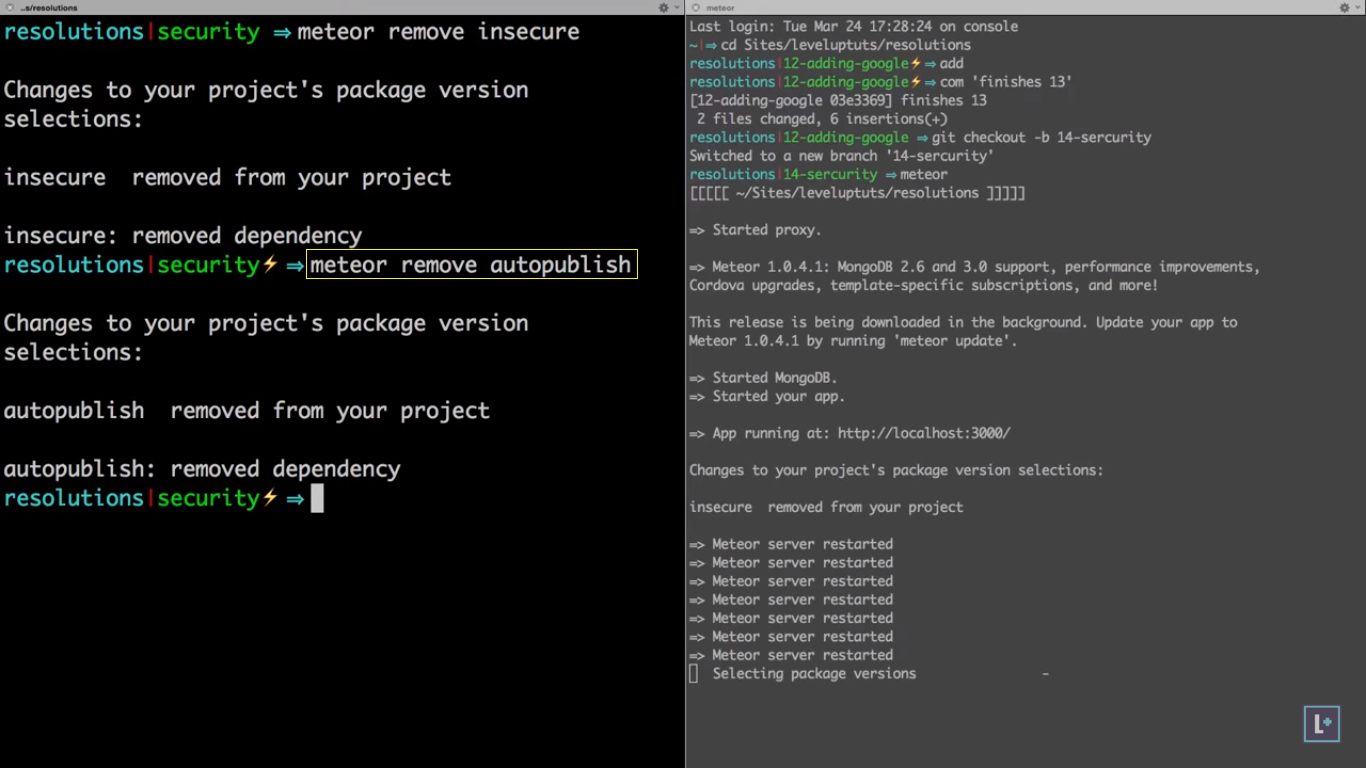 ..s/resolutions
resolutions|security ⇒ meteor remove insecure
Changes to your project's package version
selections:
insecure  removed from your project
insecure: removed dependency
resolutions|security⚡ ⇒ meteor remove autopublish
Changes to your project's package version
selections:
autopublish  removed from your project
autopublish: removed dependency
resolutions|security⚡ ⇒
meteor
Last login: Tue Mar 24 17:28:24 on console
~|⇒ cd Sites/leveluptuts/resolutions
resolutions|12-adding-google⚡ ⇒ add
resolutions|12-adding-google⚡ ⇒ com 'finishes 13'
[12-adding-google 03e3369] finishes 13
2 files changed, 6 insertions(+)
resolutions|12-adding-google ⇒ git checkout -b 14-sercurity
Switched to a new branch '14-sercurity'
resolutions|14-sercurity ⇒ meteor
[[[[[ ~/Sites/leveluptuts/resolutions ]]]]]
=> Started proxy.
=> Meteor 1.0.4.1: MongoDB 2.6 and 3.0 support, performance improvements,
Cordova upgrades, template-specific subscriptions, and more!
This release is being downloaded in the background. Update your app to
Meteor 1.0.4.1 by running 'meteor update'.
=> Started MongoDB.
=> Started your app.
=> App running at: http://localhost:3000/
Changes to your project's package version selections:
insecure  removed from your project
=> Meteor server restarted
=> Meteor server restarted
=> Meteor server restarted
=> Meteor server restarted
=> Meteor server restarted
=> Meteor server restarted
=> Meteor server restarted
Selecting package versions -
L+